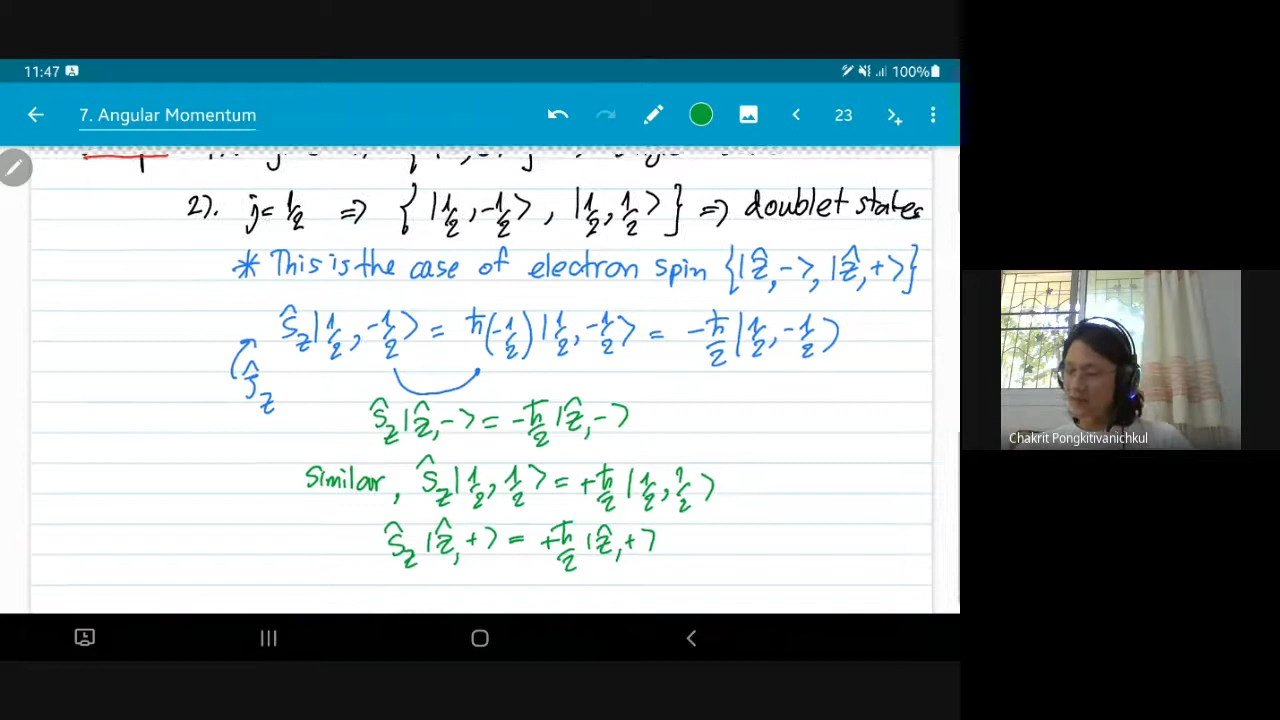 11:47 100%
7. Angular Momentum 23
2). j=1/2 ⇒ {|1/2,-1/2⟩, |1/2,1/2⟩} ⇒ doublet states
* This is the case of electron spin {|ẑ,-⟩, |ẑ,+⟩}
Ŝz|1/2,-1/2⟩ = ħ(-1/2)|1/2,-1/2⟩ = -ħ/2|1/2,-1/2⟩
Ĵz
Ŝz|ẑ,-⟩ = -ħ/2|ẑ,-⟩
Similar, Ŝz|1/2,1/2⟩ = +ħ/2|1/2,1/2⟩
Ŝz|ẑ,+⟩ = +ħ/2|ẑ,+⟩
Chakrit Pongkitivanichkul